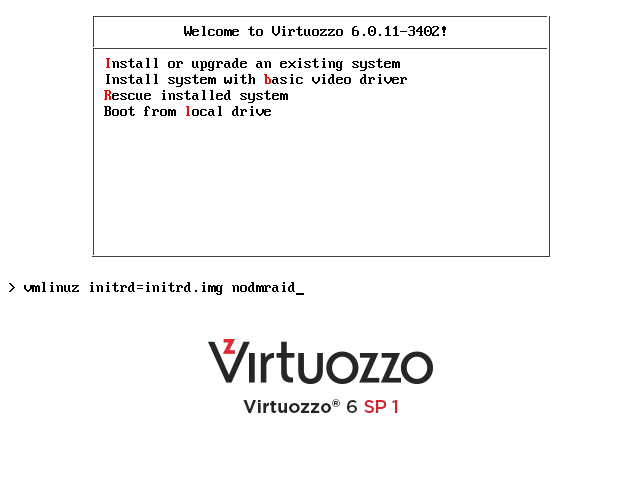 Welcome to Virtuozzo 6.0.11-3402!
Install or upgrade an existing system
Install system with basic video driver
Rescue installed system
Boot from local drive
> vmlinuz initrd=initrd.img nodmraid_
Virtuozzo
Virtuozzo® 6 SP 1